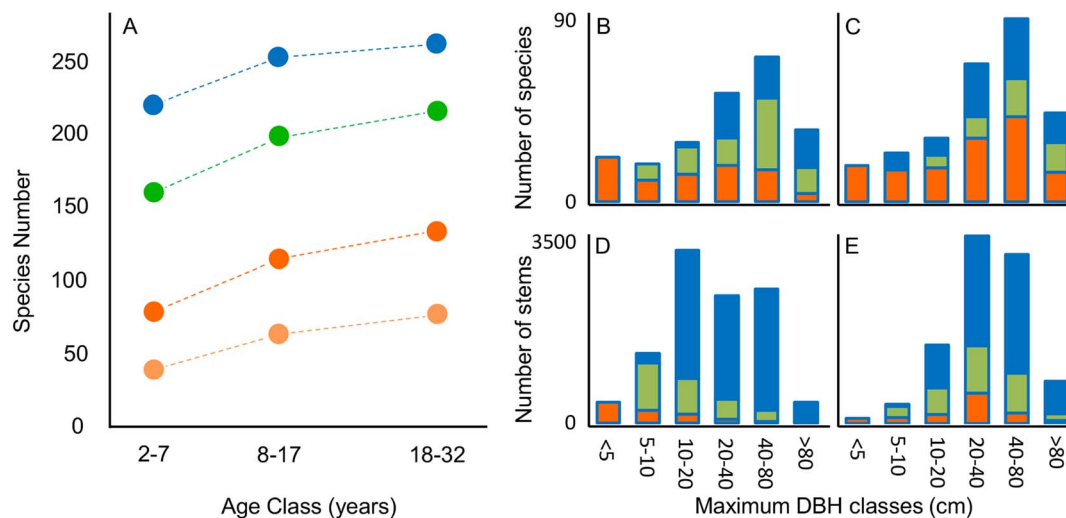 A
Species Number
250
200
150
100
50
0
2-7
8-17
18-32
Age Class (years)
B
C
Number of species
90
0
D
E
Number of stems
3500
0
<5
5-10
10-20
20-40
40-80
>80
<5
5-10
10-20
20-40
40-80
>80
Maximum DBH classes (cm)